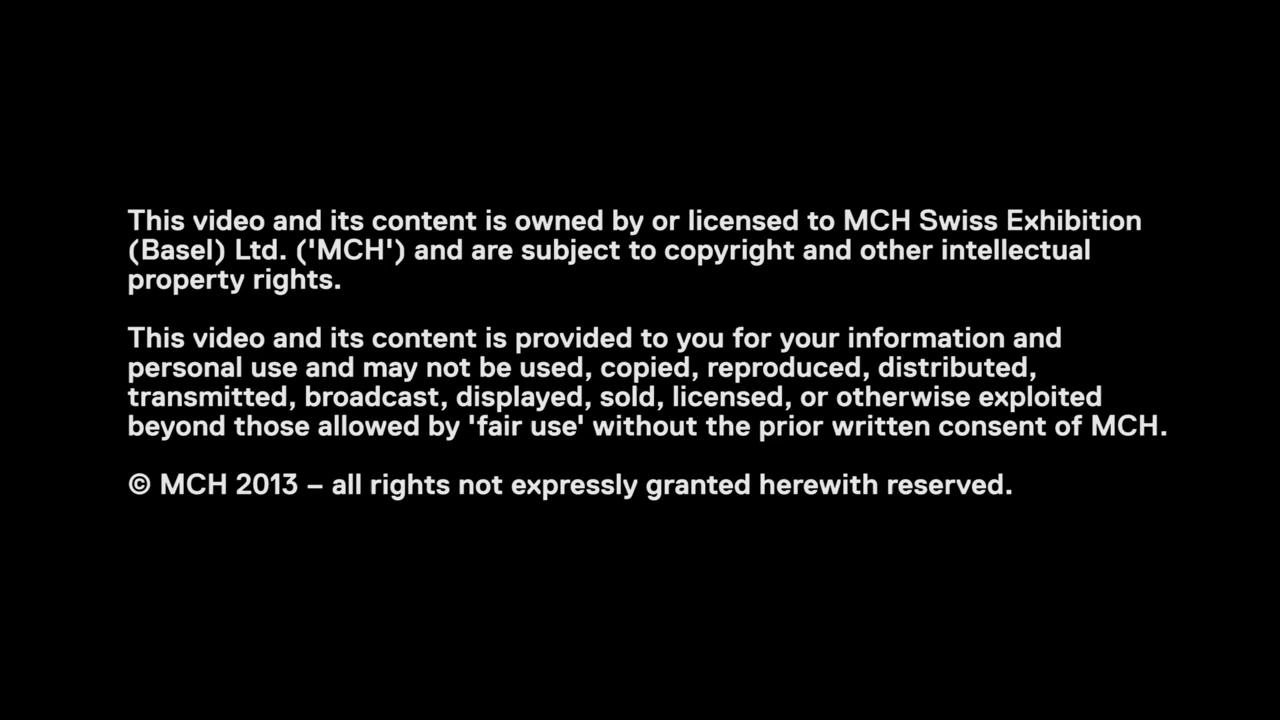 This video and its content is owned by or licensed to MCH Swiss Exhibition
(Basel) Ltd. ('MCH') and are subject to copyright and other intellectual
property rights.
This video and its content is provided to you for your information and
personal use and may not be used, copied, reproduced, distributed,
transmitted, broadcast, displayed, sold, licensed, or otherwise exploited
beyond those allowed by 'fair use' without the prior written consent of MCH.
© MCH 2013 – all rights not expressly granted herewith reserved.